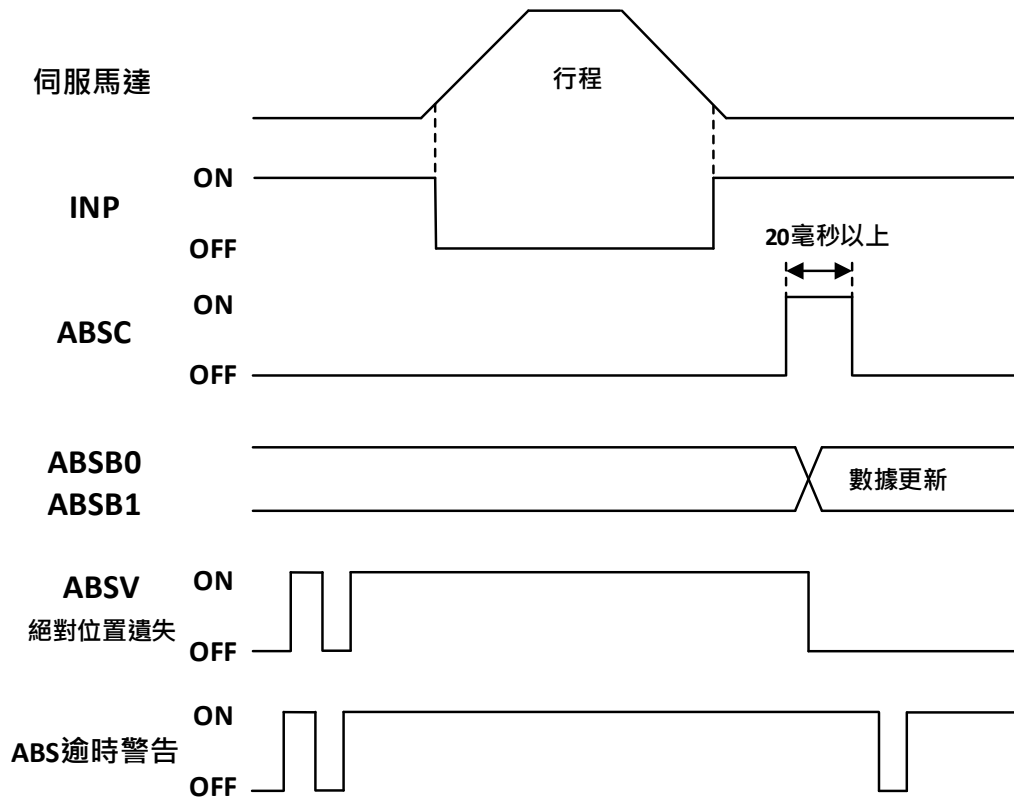 伺服馬達
行程
INP
ON
OFF
20毫秒以上
ABSC
ON
OFF
ABSB0
ABSB1
數據更新
ABSV
絕對位置遺失
ON
OFF
ABS逾時警告
ON
OFF